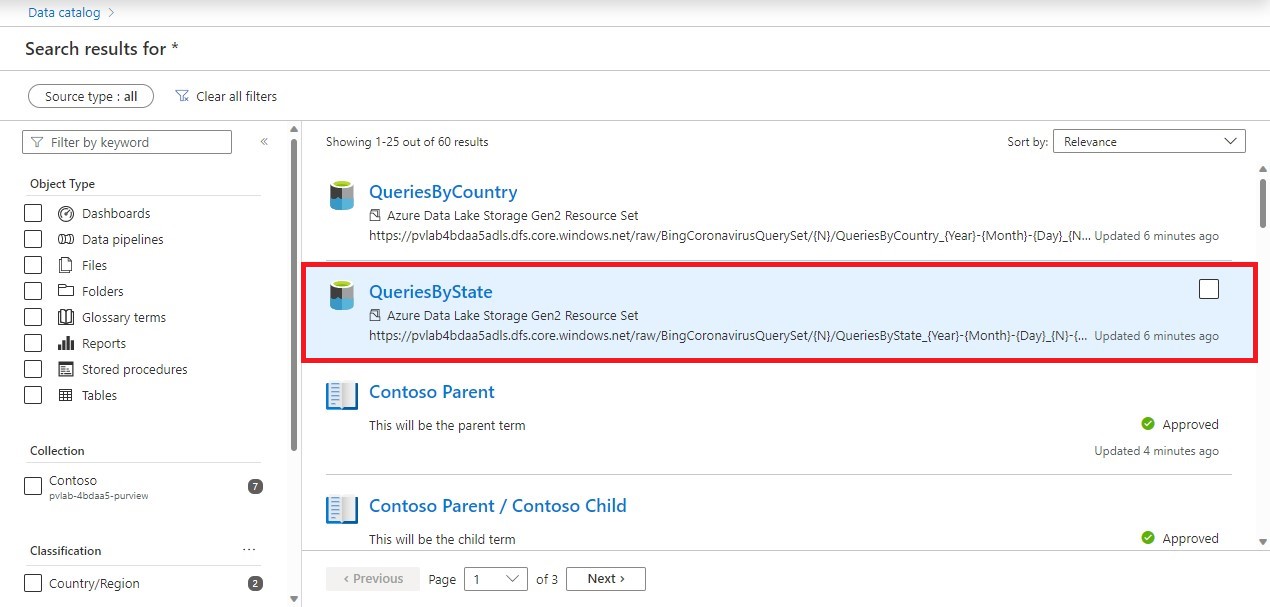 Data catalog >
Search results for *
Source type : all
Clear all filters
Filter by keyword
«
Object Type
Dashboards
Data pipelines
Files
Folders
Glossary terms
Reports
Stored procedures
Tables
Collection
Contoso
pvlab-4bdaa5-purview
7
Classification
...
Country/Region
2
Showing 1-25 out of 60 results
Sort by: Relevance
QueriesByCountry
Azure Data Lake Storage Gen2 Resource Set
https://pvlab4bdaa5adls.dfs.core.windows.net/raw/BingCoronavirusQuerySet/{N}/QueriesByCountry_{Year}-{Month}-{Day}_{N... Updated 6 minutes ago
QueriesByState
Azure Data Lake Storage Gen2 Resource Set
https://pvlab4bdaa5adls.dfs.core.windows.net/raw/BingCoronavirusQuerySet/{N}/QueriesByState_{Year}-{Month}-{Day}_{N}-{... Updated 6 minutes ago
Contoso Parent
This will be the parent term
Approved
Updated 4 minutes ago
Contoso Parent / Contoso Child
This will be the child term
Approved
‹ Previous Page 1 of 3 Next ›